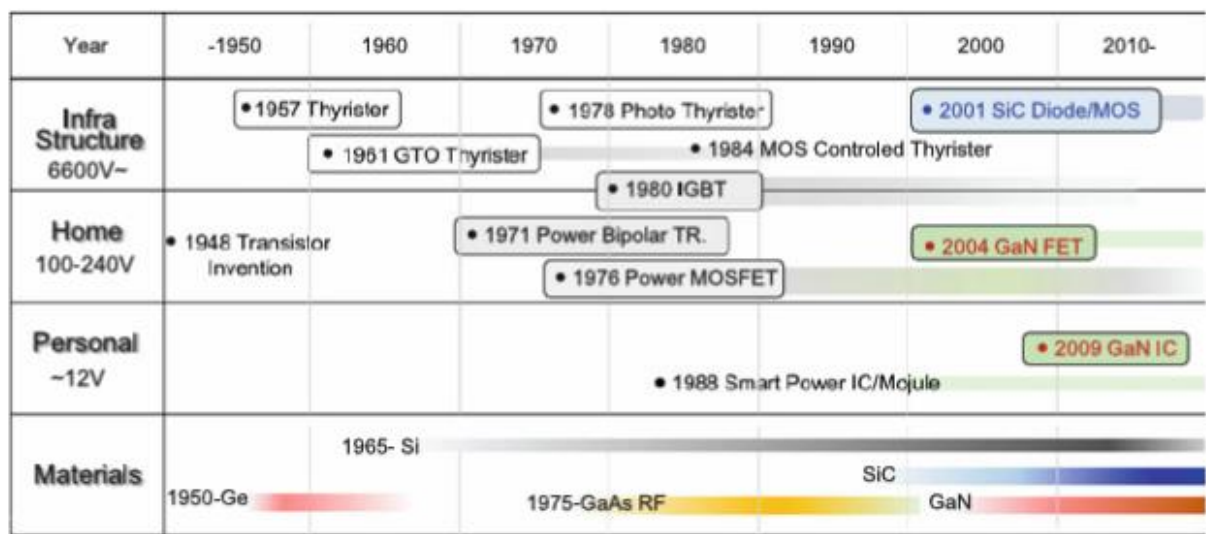 Year -1950 1960 1970 1980 1990 2000 2010-
Infra
Structure
6600V~
1957 Thyrister
1978 Photo Thyrister
2001 SiC Diode/MOS
1961 GTO Thyrister
1984 MOS Controled Thyrister
1980 IGBT
Home
100-240V
1948 Transistor
Invention
1971 Power Bipolar TR.
2004 GaN FET
1976 Power MOSFET
Personal
~12V
2009 GaN IC
1988 Smart Power IC/Mojule
Materials
1965- Si
SiC
1950-Ge
1975-GaAs RF
GaN